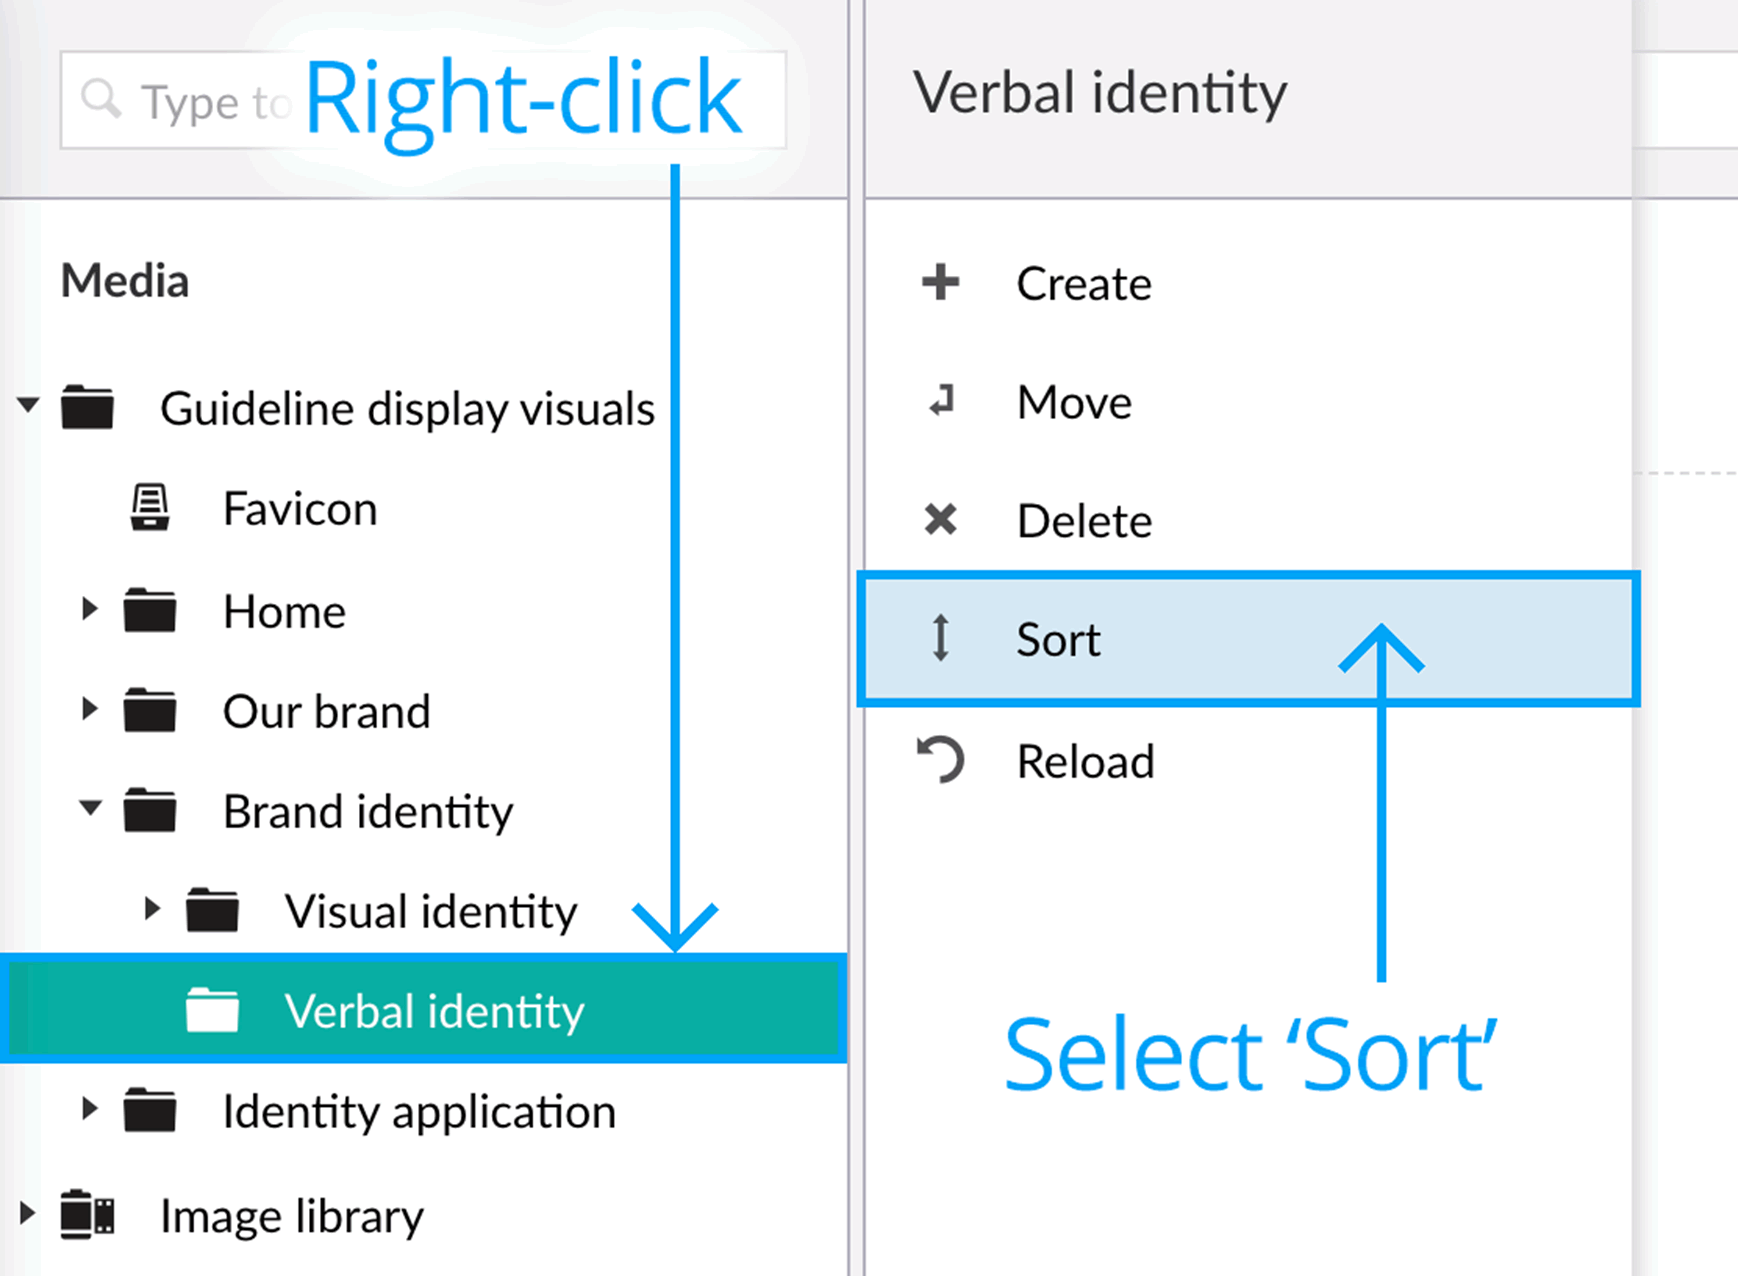 Type to
Right-click
Media
Guideline display visuals
Favicon
Home
Our brand
Brand identity
Visual identity
Verbal identity
Identity application
Image library
Verbal identity
Create
Move
Delete
Sort
Reload
Select ‘Sort’